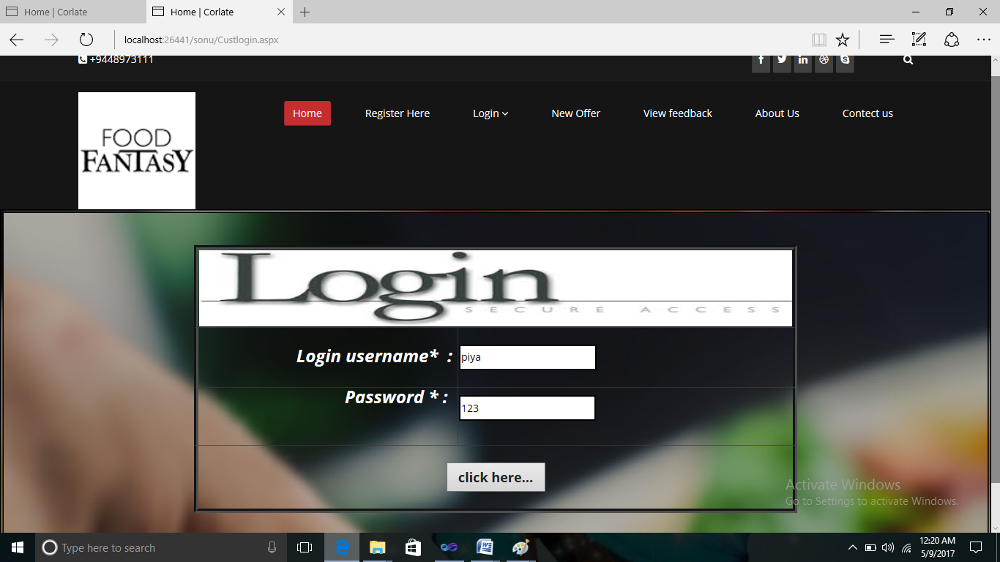 Home | Corlate
Home | Corlate
localhost:26441/sonu/Custlogin.aspx
+9448973111
FOOD
FANTASY
Home
Register Here
Login
New Offer
View feedback
About Us
Contect us
Login
SECURE ACCESS
Login username* :
piya
Password * :
123
click here...
Activate Windows
Go to Settings to activate Windows.
Type here to search
12:20 AM
5/9/2017